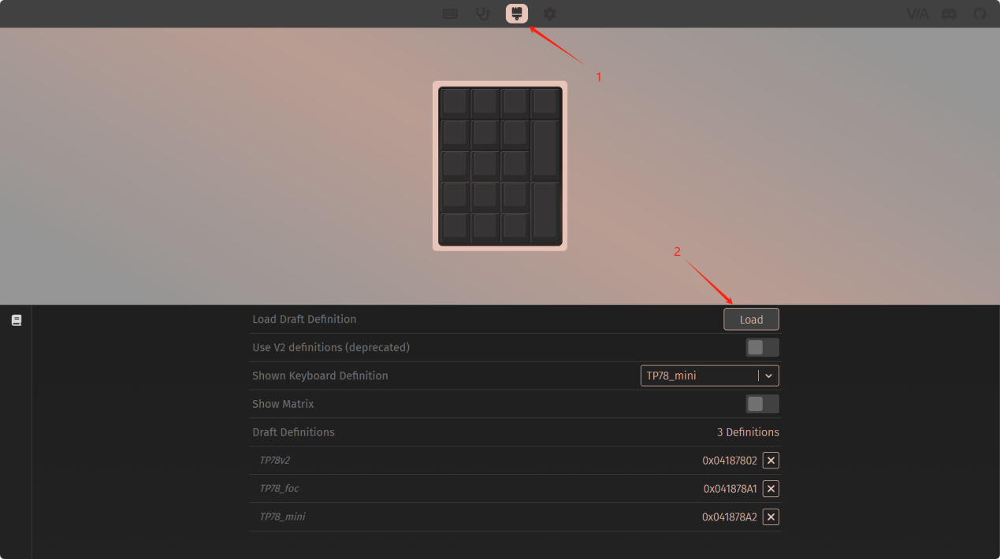 VIA
1
2
Load Draft Definition Load
Use V2 definitions (deprecated)
Shown Keyboard Definition TP78_mini
Show Matrix
Draft Definitions 3 Definitions
TP78v2 0x04187802
TP78_foc 0x041878A1
TP78_mini 0x041878A2